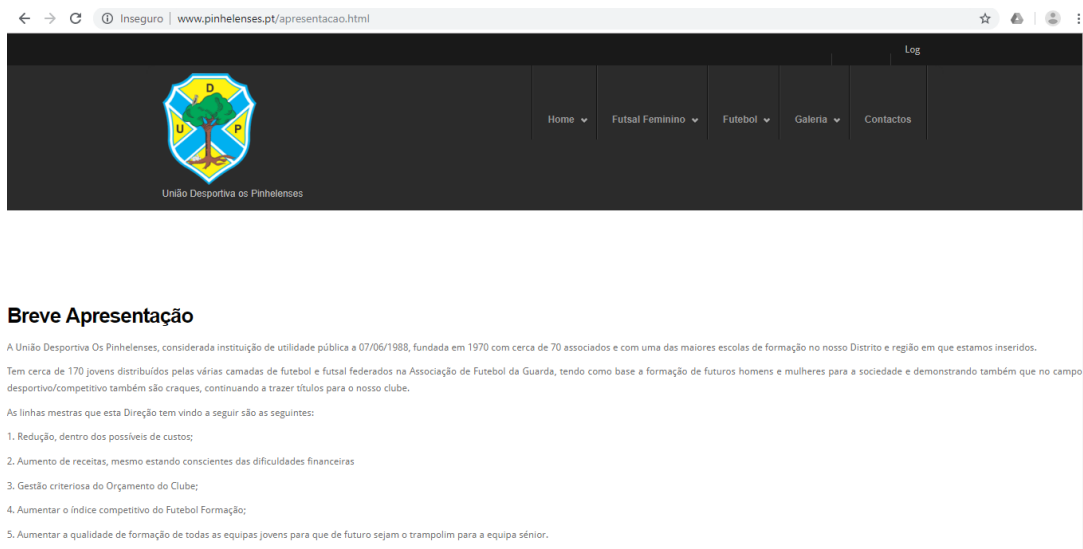 Inseguro | www.pinhelenses.pt/apresentacao.html
Log
D
U P
União Desportiva os Pinhelenses
Home Futsal Feminino Futebol Galeria Contactos
Breve Apresentação
A União Desportiva Os Pinhelenses, considerada instituição de utilidade pública a 07/06/1988, fundada em 1970 com cerca de 70 associados e com uma das maiores escolas de formação no nosso Distrito e região em que estamos inseridos.
Tem cerca de 170 jovens distribuídos pelas várias camadas de futebol e futsal federados na Associação de Futebol da Guarda, tendo como base a formação de futuros homens e mulheres para a sociedade e demonstrando também que no campo
desportivo/competitivo também são craques, continuando a trazer títulos para o nosso clube.
As linhas mestras que esta Direção tem vindo a seguir são as seguintes:
1. Redução, dentro dos possíveis de custos;
2. Aumento de receitas, mesmo estando conscientes das dificuldades financeiras
3. Gestão criteriosa do Orçamento do Clube;
4. Aumentar o índice competitivo do Futebol Formação;
5. Aumentar a qualidade de formação de todas as equipas jovens para que de futuro sejam o trampolim para a equipa sénior.